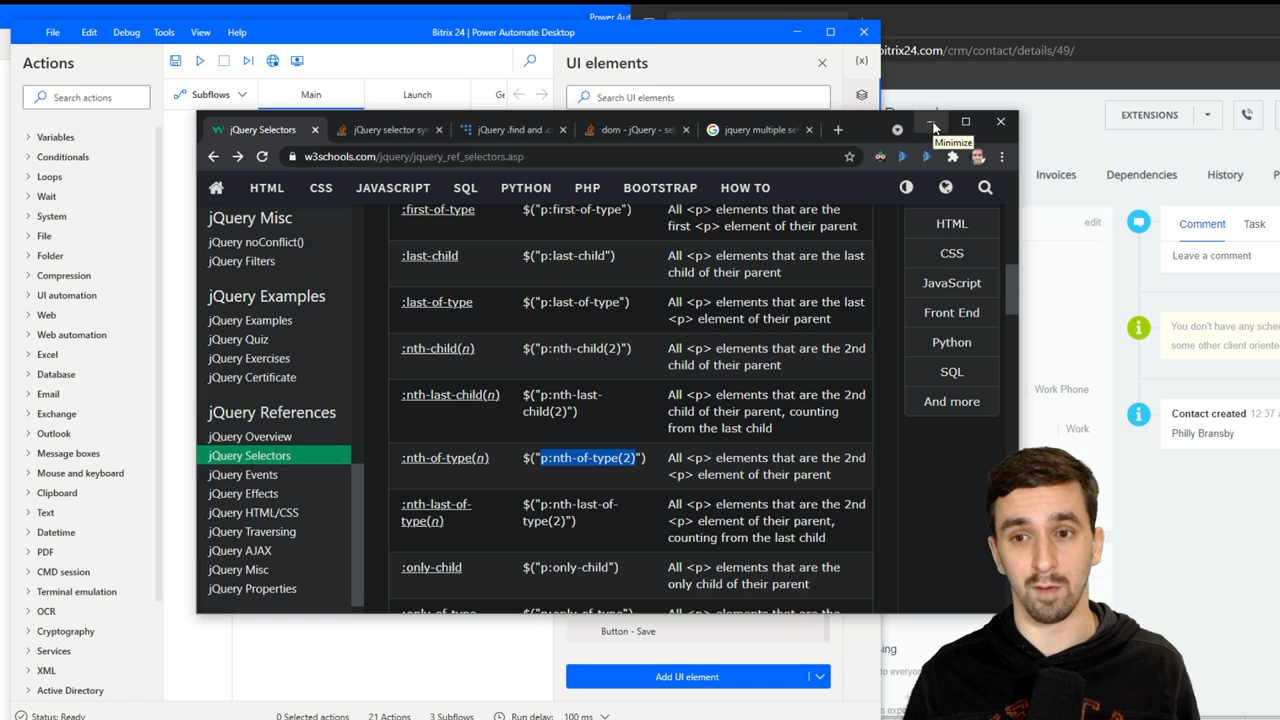 Power Aut
File Edit Debug Tools View Help
Bitrix 24 | Power Automate Desktop
bitrix24.com/crm/contact/details/49/
Actions
Search actions
Variables
Conditionals
Loops
Wait
System
File
Folder
Compression
UI automation
Web
Web automation
Excel
Database
Email
Exchange
Outlook
Message boxes
Mouse and keyboard
Clipboard
Text
Datetime
PDF
CMD session
Terminal emulation
OCR
Cryptography
Services
XML
Active Directory
Subflows
Main
Launch
Ge
UI elements
{x}
Search UI elements
jQuery Selectors
jQuery selector sy
jQuery .find and .c
dom - jQuery - se
jquery multiple se
Minimize
w3schools.com/jquery/jquery_ref_selectors.asp
HTML CSS JAVASCRIPT SQL PYTHON PHP BOOTSTRAP HOW TO
jQuery Misc
jQuery noConflict()
jQuery Filters
jQuery Examples
jQuery Examples
jQuery Quiz
jQuery Exercises
jQuery Certificate
jQuery References
jQuery Overview
jQuery Selectors
jQuery Events
jQuery Effects
jQuery HTML/CSS
jQuery Traversing
jQuery AJAX
jQuery Misc
jQuery Properties
:first-of-type $("p:first-of-type") All <p> elements that are the
first <p> element of their parent
:last-child $("p:last-child") All <p> elements that are the last
child of their parent
:last-of-type $("p:last-of-type") All <p> elements that are the last
<p> element of their parent
:nth-child(n) $("p:nth-child(2)") All <p> elements that are the 2nd
child of their parent
:nth-last-child(n) $("p:nth-last- All <p> elements that are the 2nd
child(2)") child of their parent, counting
from the last child
:nth-of-type(n) $("p:nth-of-type(2)") All <p> elements that are the 2nd
<p> element of their parent
:nth-last-of- $("p:nth-last-of- All <p> elements that are the 2nd
type(n) type(2)") <p> element of their parent,
counting from the last child
:only-child $("p:only-child") All <p> elements that are the
only child of their parent
:only-of-type $("p:only-of-type") All <p> elements that are the
HTML
CSS
JavaScript
Front End
Python
SQL
And more
Button - Save
Add UI element
Status: Ready 0 Selected actions 21 Actions 3 Subflows Run delay: 100 ms
EXTENSIONS
Invoices Dependencies History P
edit
Comment Task
Leave a comment
You don't have any sche
some other client oriente
Work Phone
Work
Contact created 12:37 a
Philly Bransby